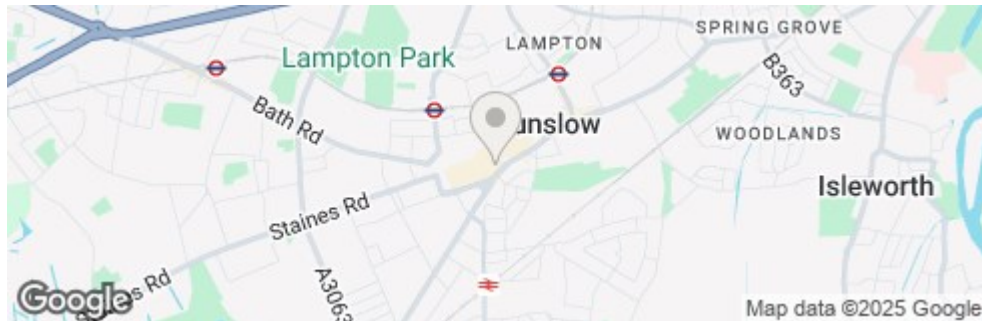 SPRING GROVE
LAMPTON
Lampton Park
B363
Bath Rd
unslow
WOODLANDS
Isleworth
Staines Rd
A3063
s Rd
Google
Map data ©2025 Google